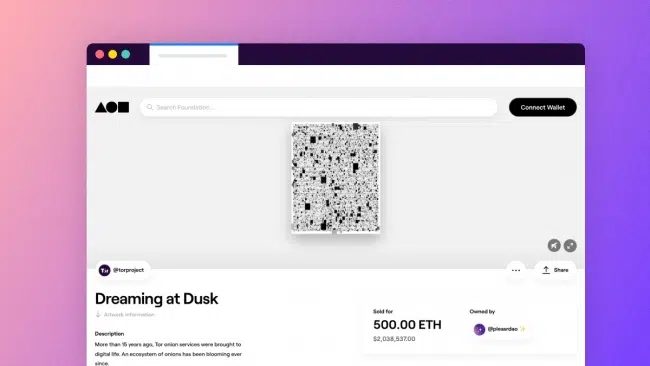 Search Foundation...
Connect Wallet
@torproject
Share
Dreaming at Dusk
Artwork information
Description
More than 15 years ago, Tor onion services were brought to
digital life. An ecosystem of onions has been blooming ever
since.
Sold for
500.00 ETH
$2,038,537.00
Owned by
@pleasrdao